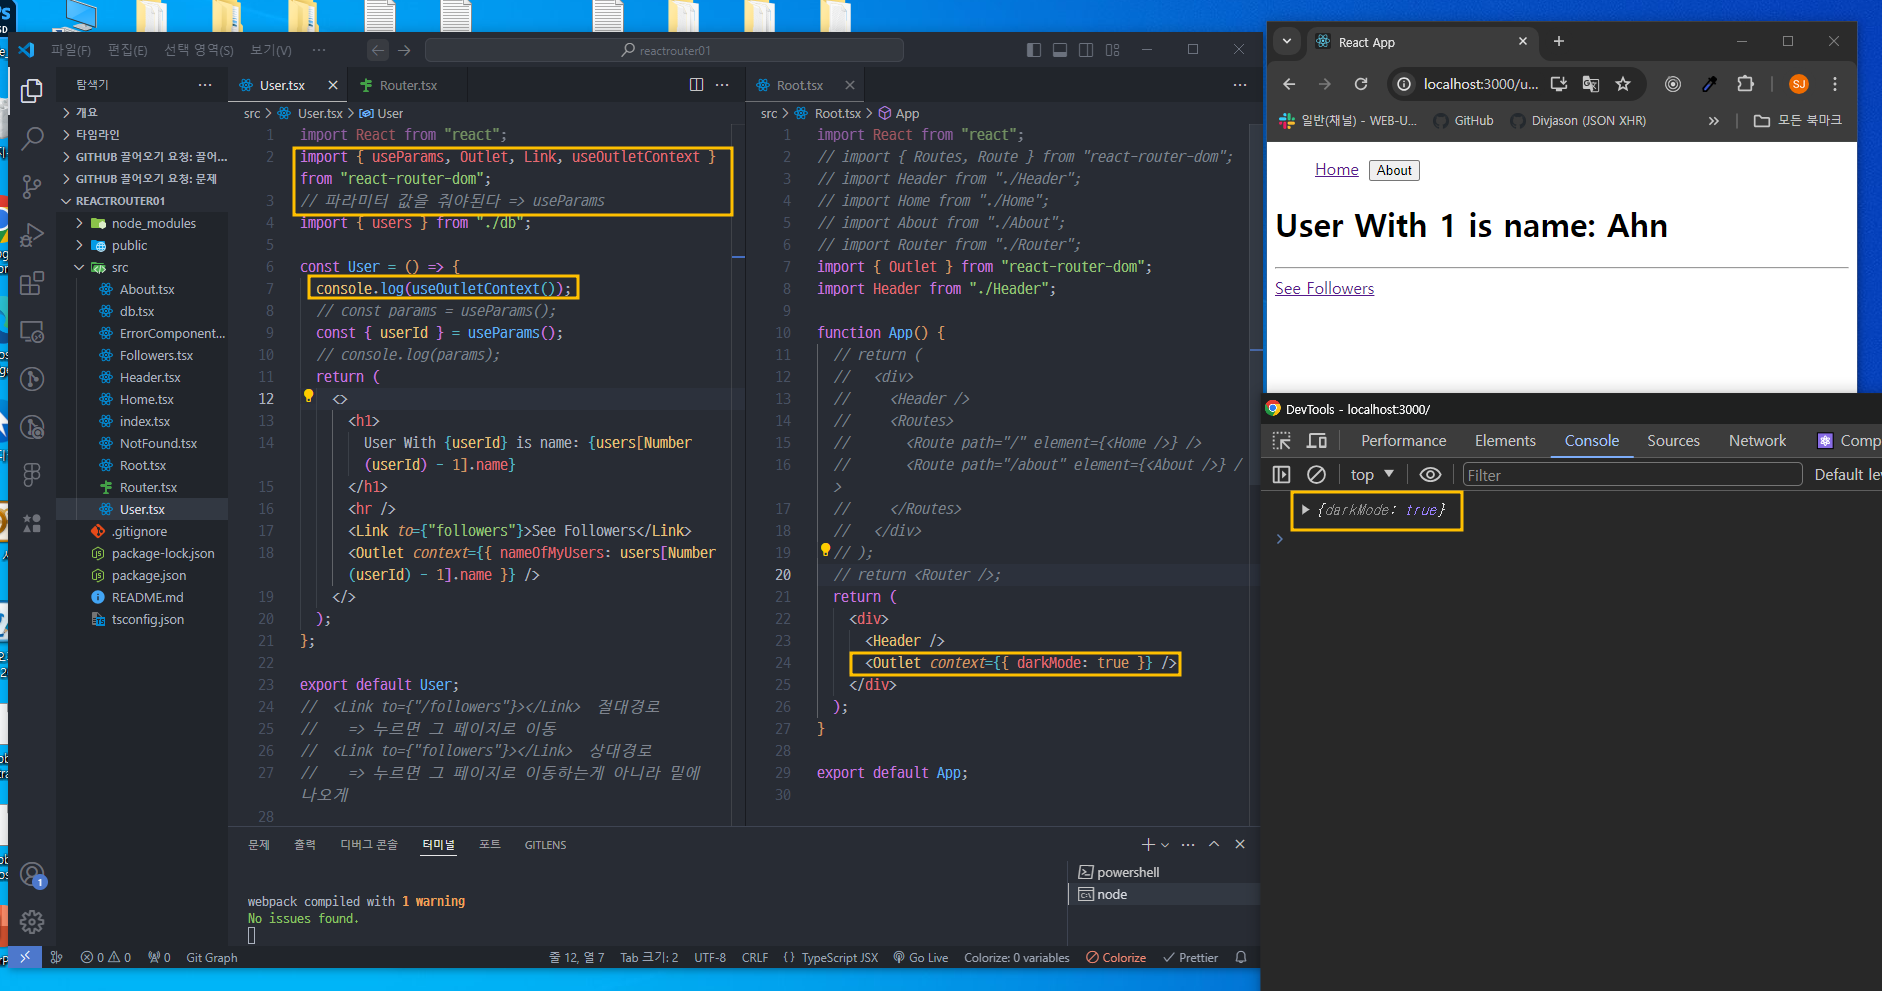 파일(F) 편집(E) 선택 영역(S) 보기(V) ··· reactrouter01
탐색기 ···
개요
타임라인
GITHUB 끌어오기 요청: 끌어...
GITHUB 끌어오기 요청: 문제
REACTROUTER01
node_modules
public
src
About.tsx
db.tsx
ErrorComponent...
Followers.tsx
Header.tsx
Home.tsx
index.tsx
NotFound.tsx
Root.tsx
Router.tsx
User.tsx
.gitignore
package-lock.json
package.json
README.md
tsconfig.json
User.tsx Router.tsx
src > User.tsx > User
1 import React from "react";
2 import { useParams, Outlet, Link, useOutletContext }
from "react-router-dom";
3 // 파라미터 값을 줘야된다 => useParams
4 import { users } from "./db";
5
6 const User = () => {
7 console.log(useOutletContext());
8 // const params = useParams();
9 const { userId } = useParams();
10 // console.log(params);
11 return (
12 <>
13 <h1>
14 User With {userId} is name: {users[Number
(userId) - 1].name}
15 </h1>
16 <hr />
17 <Link to={"followers"}>See Followers</Link>
18 <Outlet context={{ nameOfMyUsers: users[Number
(userId) - 1].name }} />
19 </>
20 );
21 };
22
23 export default User;
24 // <Link to={"/followers"}></Link> 절대경로
25 // => 누르면 그 페이지로 이동
26 // <Link to={"followers"}></Link> 상대경로
27 // => 누르면 그 페이지로 이동하는게 아니라 밑에
나오게
28
Root.tsx
src > Root.tsx > App
1 import React from "react";
2 // import { Routes, Route } from "react-router-dom";
3 // import Header from "./Header";
4 // import Home from "./Home";
5 // import About from "./About";
6 // import Router from "./Router";
7 import { Outlet } from "react-router-dom";
8 import Header from "./Header";
9
10 function App() {
11 // return (
12 // <div>
13 // <Header />
14 // <Routes>
15 // <Route path="/" element={<Home />} />
16 // <Route path="/about" element={<About />} /
>
17 // </Routes>
18 // </div>
19 // );
20 // return <Router />;
21 return (
22 <div>
23 <Header />
24 <Outlet context={{ darkMode: true }} />
25 </div>
26 );
27 }
28
29 export default App;
30
문제 출력 디버그 콘솔 터미널 포트 GITLENS
webpack compiled with 1 warning
No issues found.
powershell
node
0 0 0 Git Graph 줄 12, 열 7 Tab 크기: 2 UTF-8 CRLF {} TypeScript JSX Go Live Colorize: 0 variables Colorize Prettier
1
React App
localhost:3000/u... SJ
일반(채널) - WEB-U... GitHub Divjason (JSON XHR) » 모든 북마크
Home About
User With 1 is name: Ahn
See Followers
DevTools - localhost:3000/
Performance Elements Console Sources Network Comp
top Filter Default le
{darkMode: true}